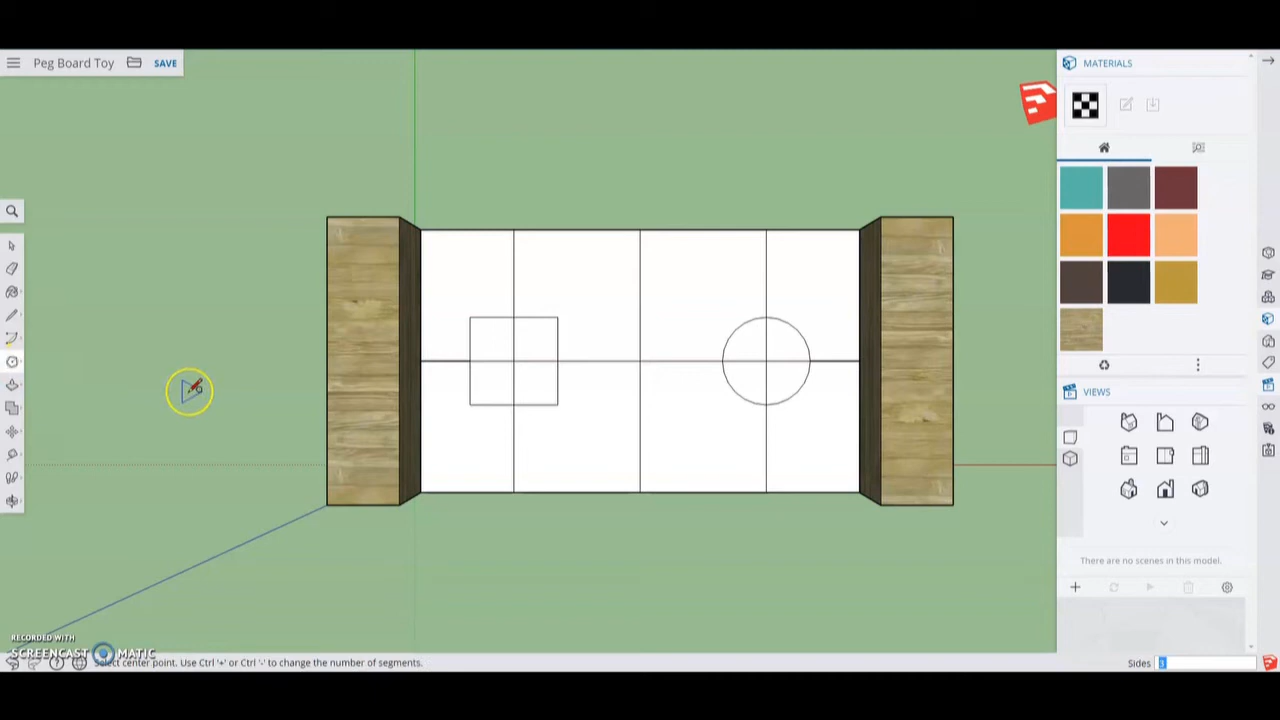 Peg Board Toy
SAVE
MATERIALS
VIEWS
There are no scenes in this model.
RECORDED WITH
SCREENCAST MATIC
Select center point. Use Ctrl '+' or Ctrl '-' to change the number of segments.
Sides
3